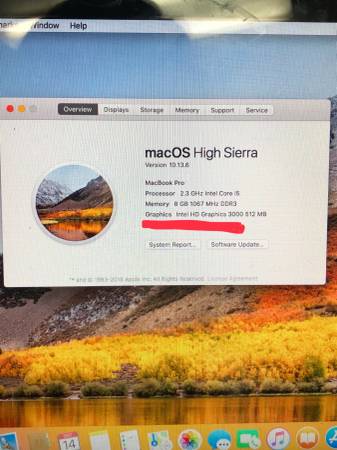 Window Help
Overview Displays Storage Memory Support Service
macOS High Sierra
Version 10.13.6
MacBook Pro
Processor 2.3 GHz Intel Core i5
Memory 8 GB 1067 MHz DDR3
Graphics Intel HD Graphics 3000 512 MB
System Report... Software Update...
™ and © 1983-2018 Apple Inc. All Rights Reserved. License Agreement
14